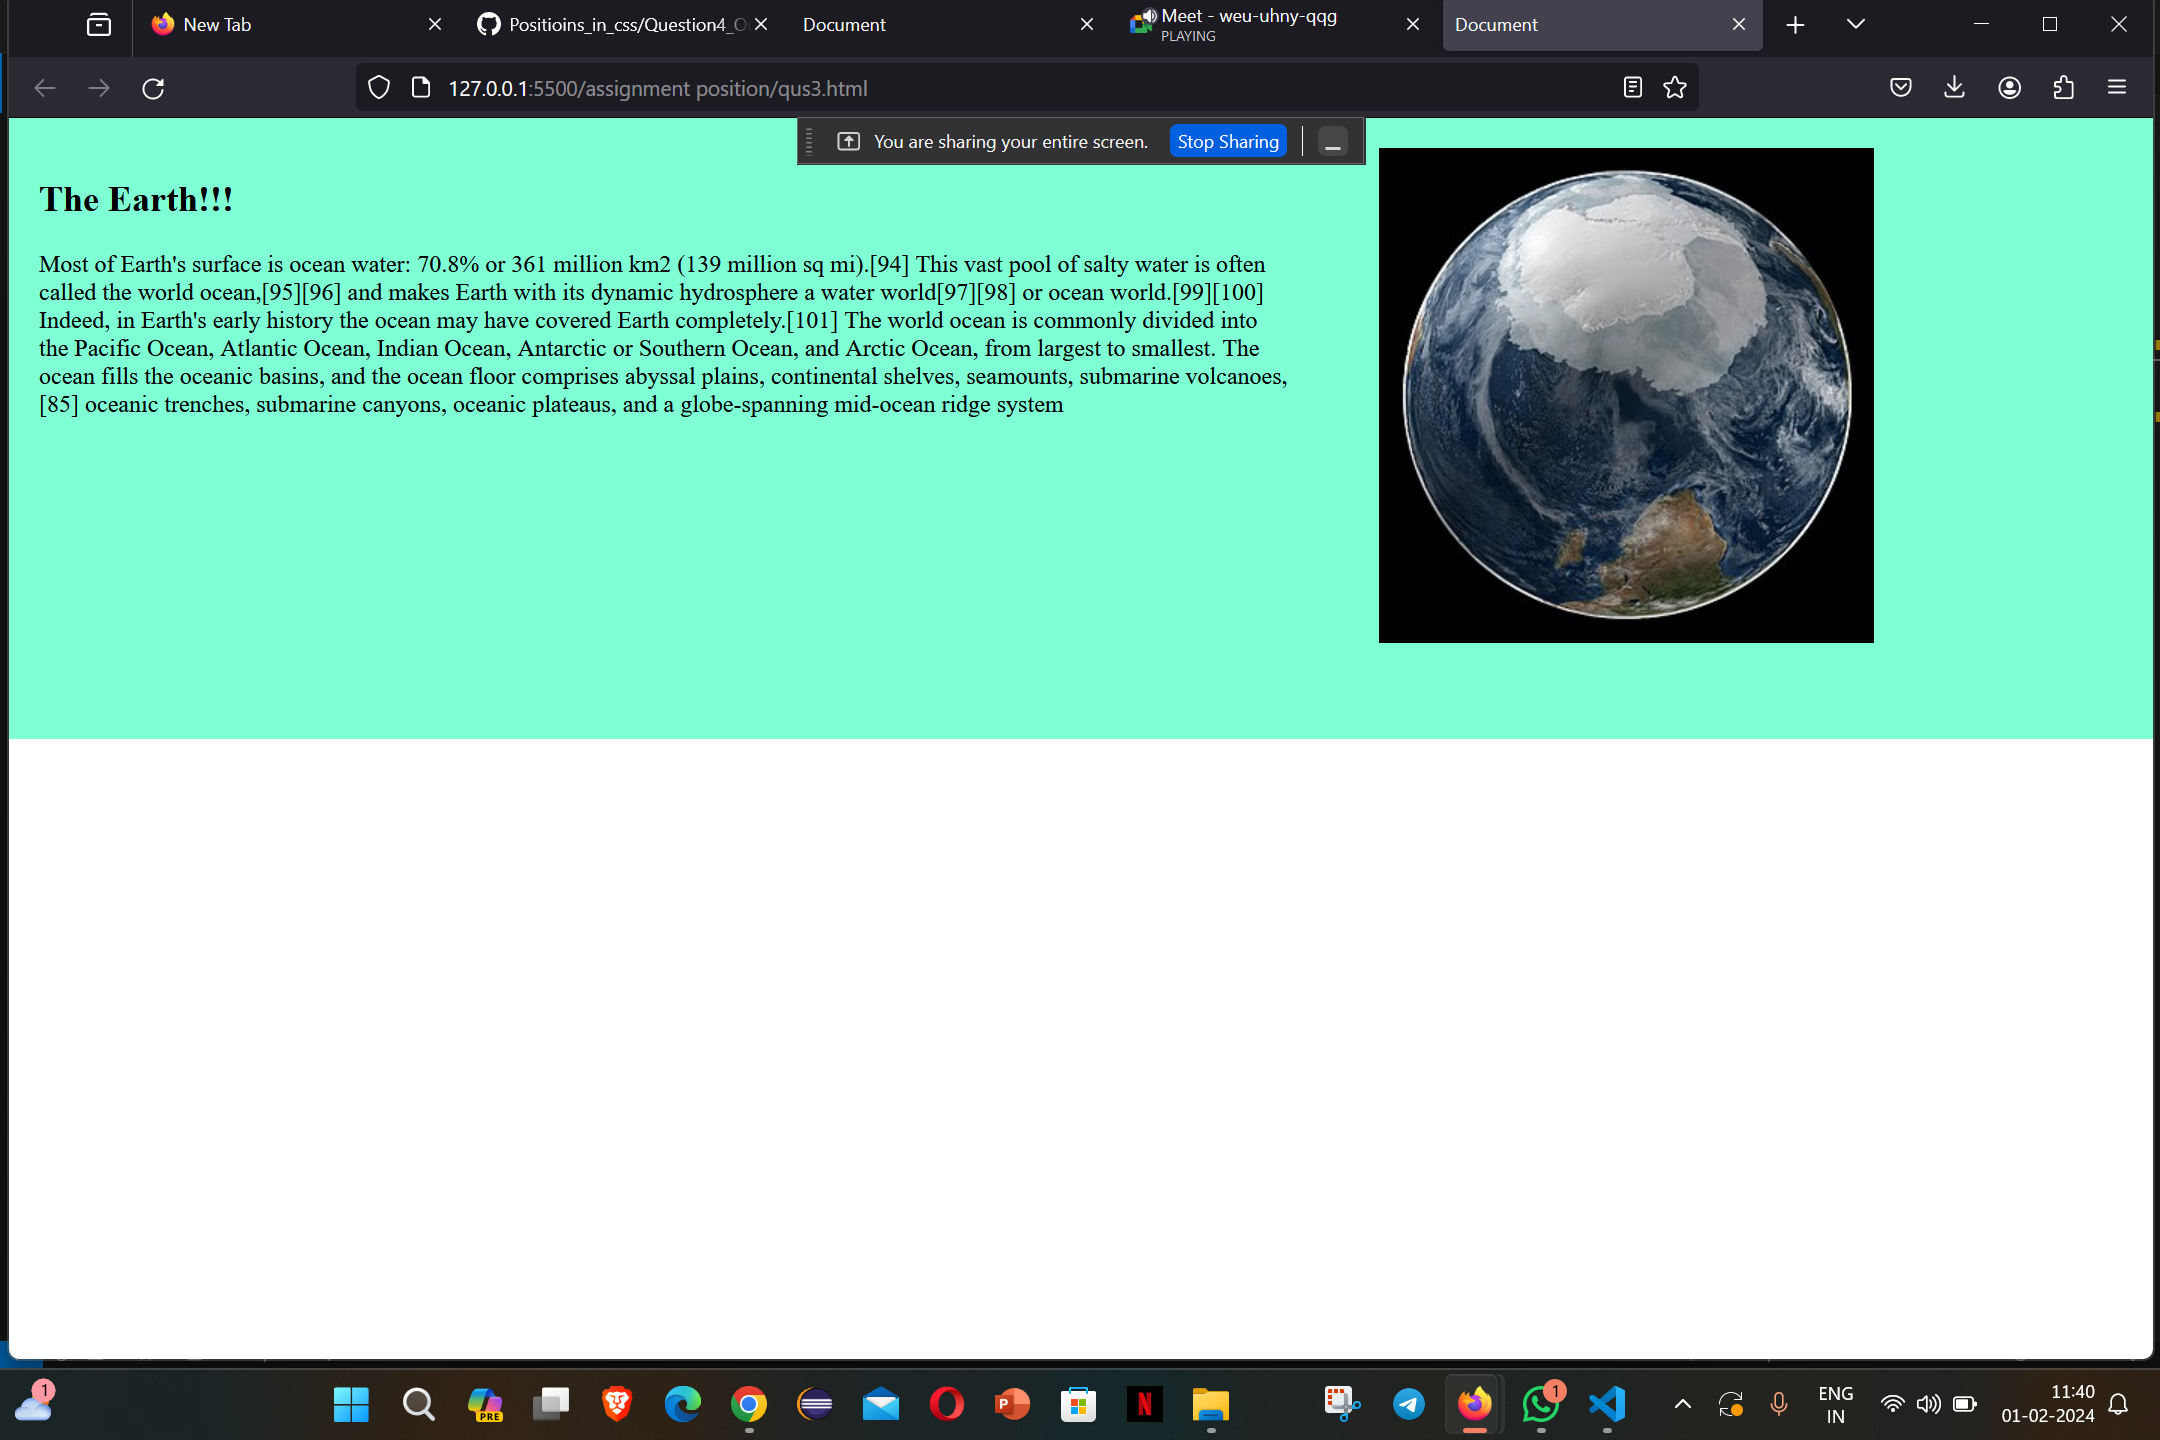 New Tab
Positioins_in_css/Question4_O
Document
Meet - weu-uhny-qqg
PLAYING
Document
127.0.0.1:5500/assignment position/qus3.html
You are sharing your entire screen.
Stop Sharing
The Earth!!!
Most of Earth's surface is ocean water: 70.8% or 361 million km2 (139 million sq mi).[94] This vast pool of salty water is often
called the world ocean,[95][96] and makes Earth with its dynamic hydrosphere a water world[97][98] or ocean world.[99][100]
Indeed, in Earth's early history the ocean may have covered Earth completely.[101] The world ocean is commonly divided into
the Pacific Ocean, Atlantic Ocean, Indian Ocean, Antarctic or Southern Ocean, and Arctic Ocean, from largest to smallest. The
ocean fills the oceanic basins, and the ocean floor comprises abyssal plains, continental shelves, seamounts, submarine volcanoes,
[85] oceanic trenches, submarine canyons, oceanic plateaus, and a globe-spanning mid-ocean ridge system
1
PRE
P
N
1
ENG
IN
11:40
01-02-2024